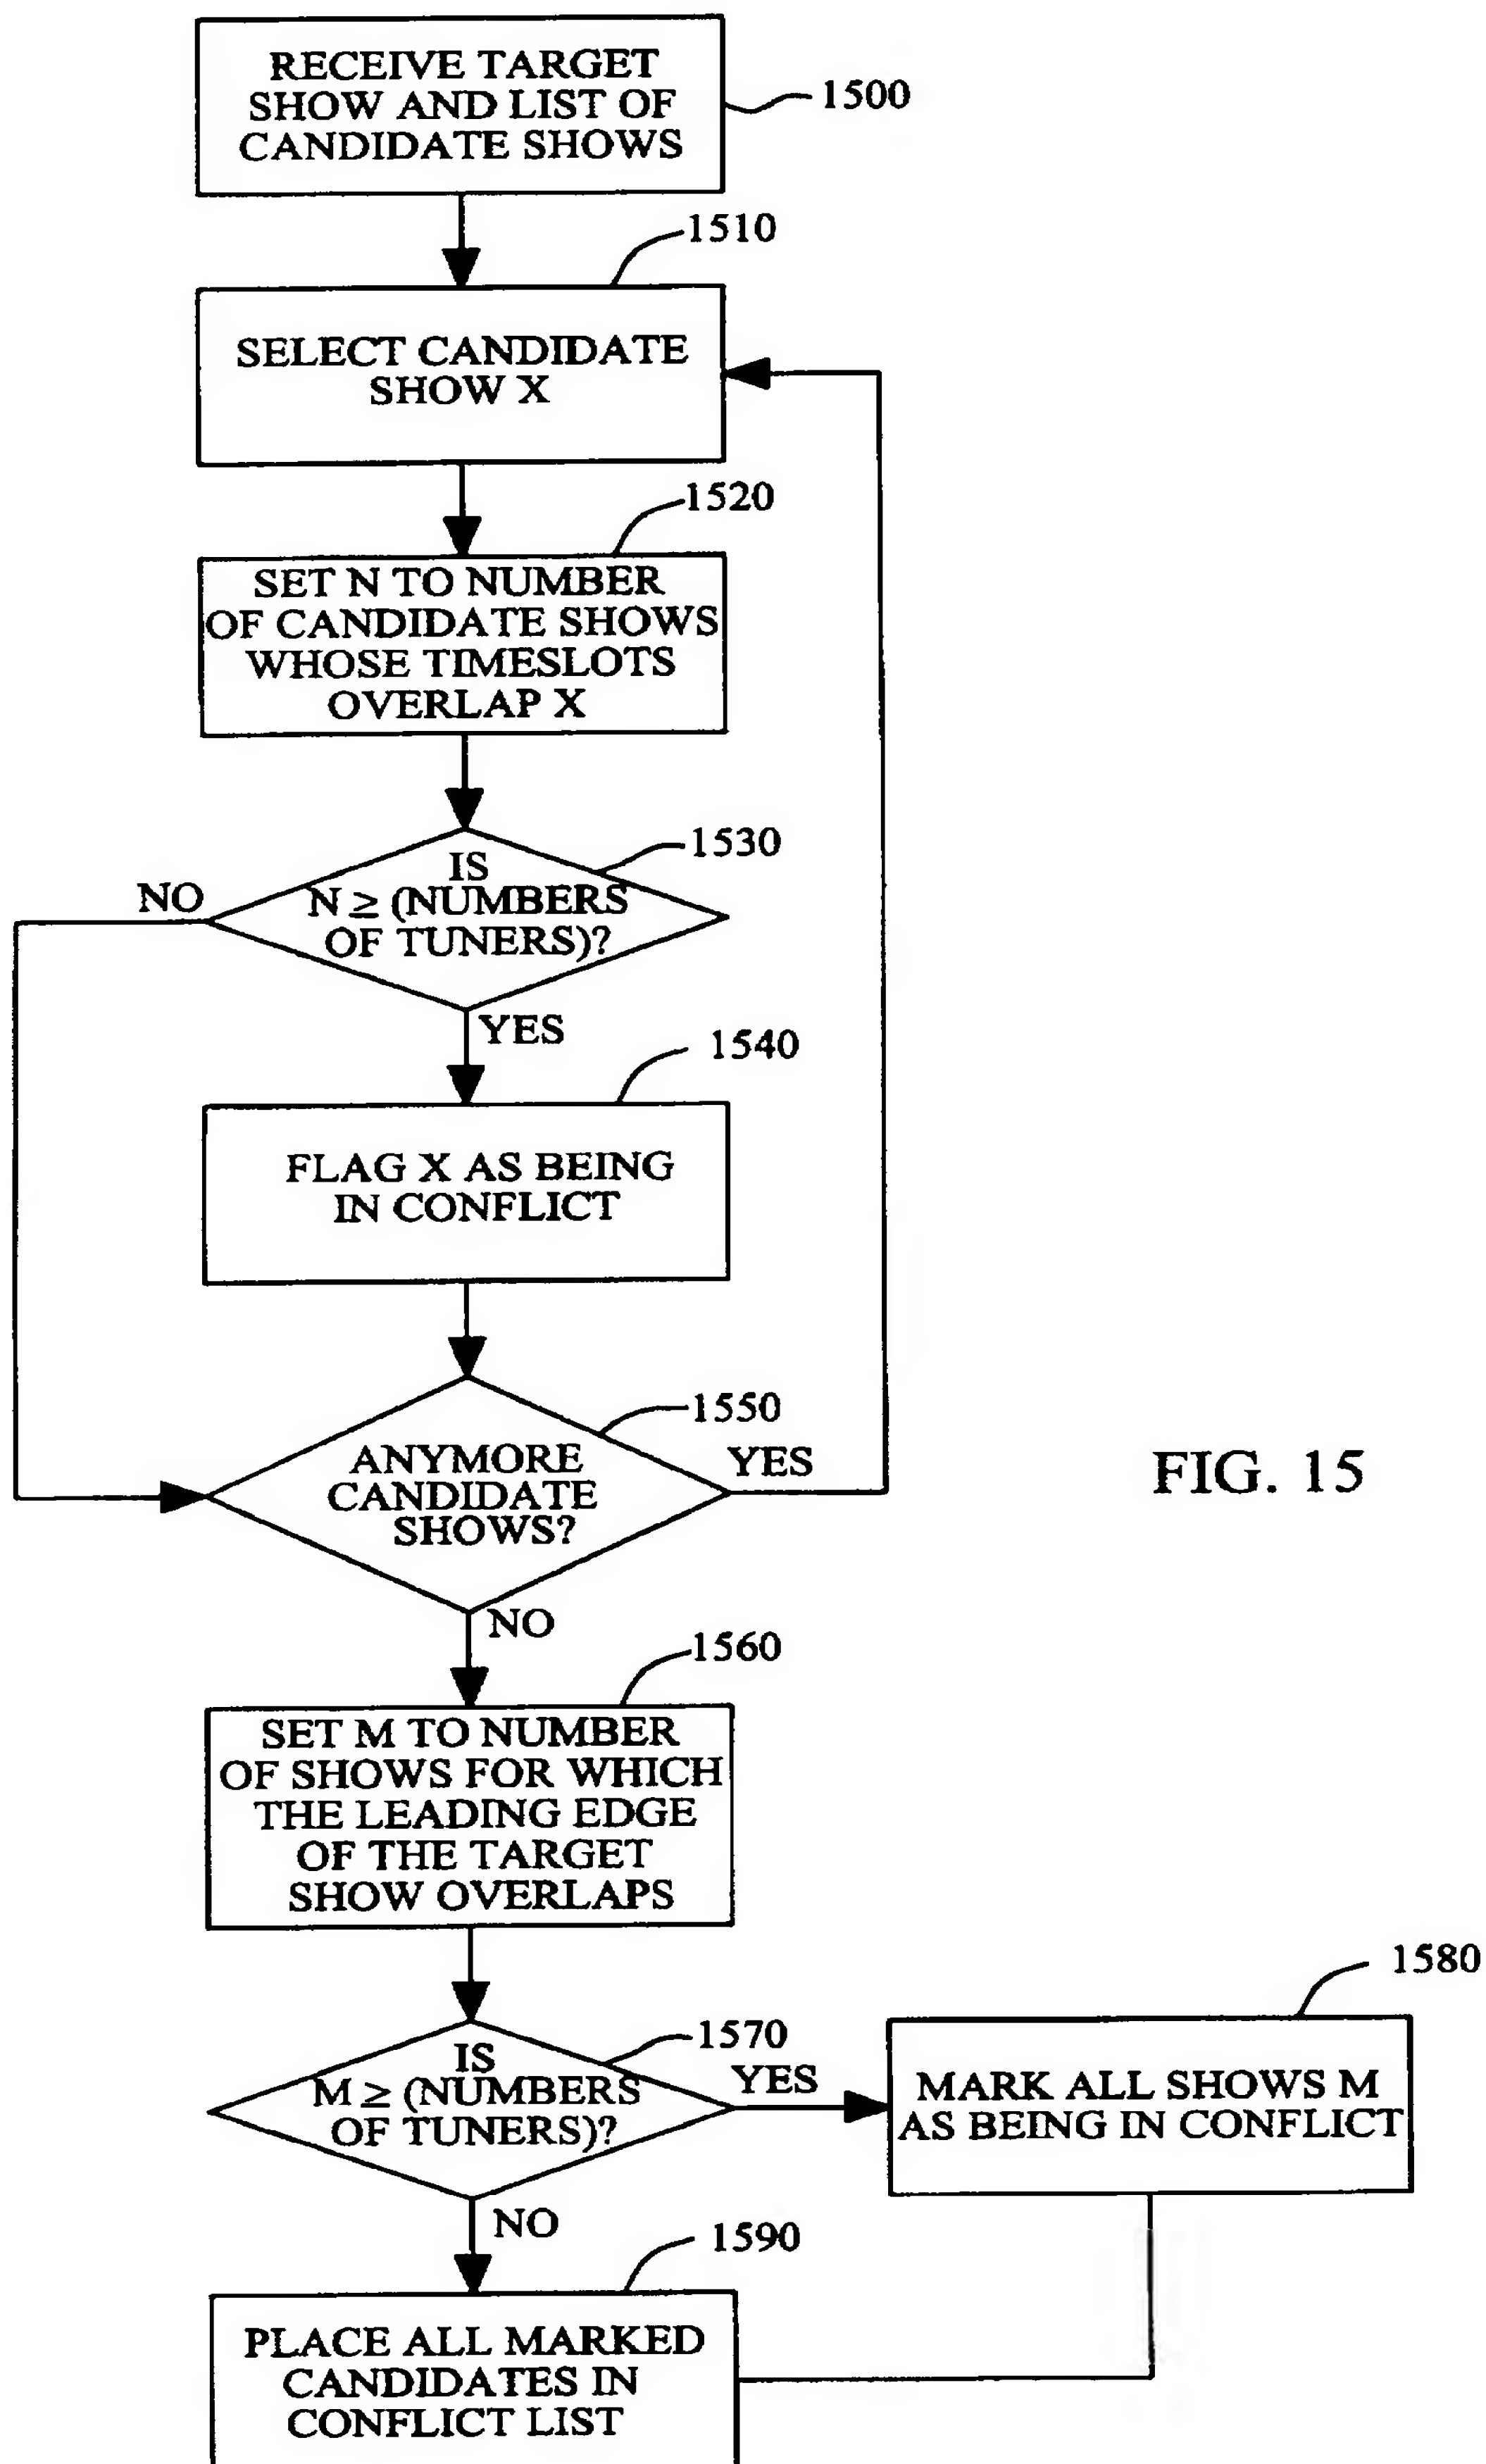 RECEIVE TARGET
SHOW AND LIST OF
CANDIDATE SHOWS
1500
1510
SELECT CANDIDATE
SHOW X
1520
SET N TO NUMBER
OF CANDIDATE SHOWS
WHOSE TIMESLOTS
OVERLAP X
1530
NO
IS
N ≥ (NUMBERS
OF TUNERS)?
YES
1540
FLAG X AS BEING
IN CONFLICT
1550
ANYMORE
CANDIDATE
SHOWS?
YES
FIG. 15
NO
1560
SET M TO NUMBER
OF SHOWS FOR WHICH
THE LEADING EDGE
OF THE TARGET
SHOW OVERLAPS
1570
IS
M ≥ (NUMBERS
OF TUNERS)?
YES
1580
MARK ALL SHOWS M
AS BEING IN CONFLICT
NO
1590
PLACE ALL MARKED
CANDIDATES IN
CONFLICT LIST